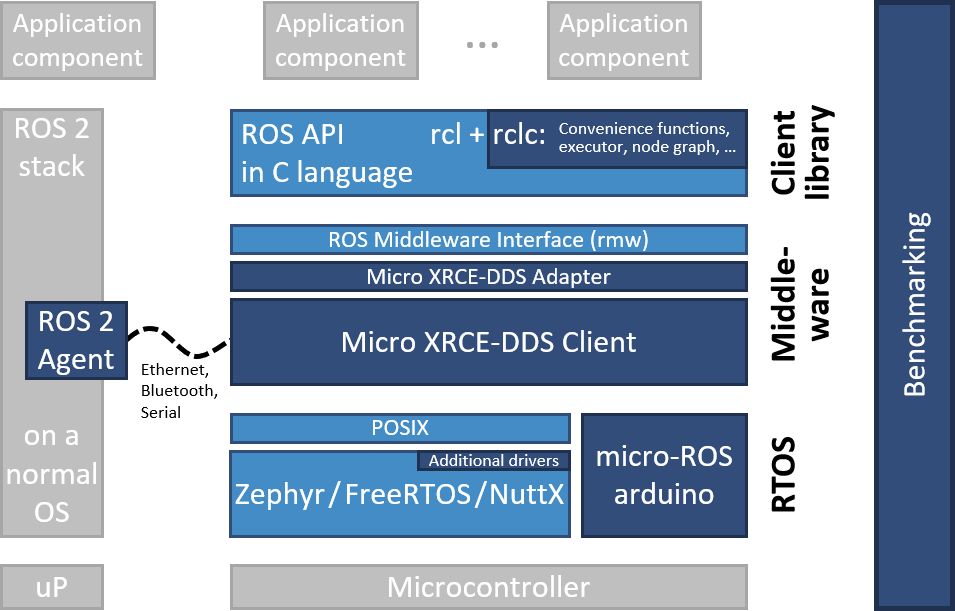 Application
component
Application
component
...
Application
component
ROS 2
stack
ROS API
in C language
rcl + rclc:
Convenience functions,
executor, node graph, ...
Client
library
ROS Middleware Interface (rmw)
Micro XRCE-DDS Adapter
Micro XRCE-DDS Client
Middle-
ware
ROS 2
Agent
Ethernet,
Bluetooth,
Serial
on a
normal
OS
POSIX
Additional drivers
Zephyr/FreeRTOS/NuttX
micro-ROS
arduino
RTOS
uP
Microcontroller
Benchmarking